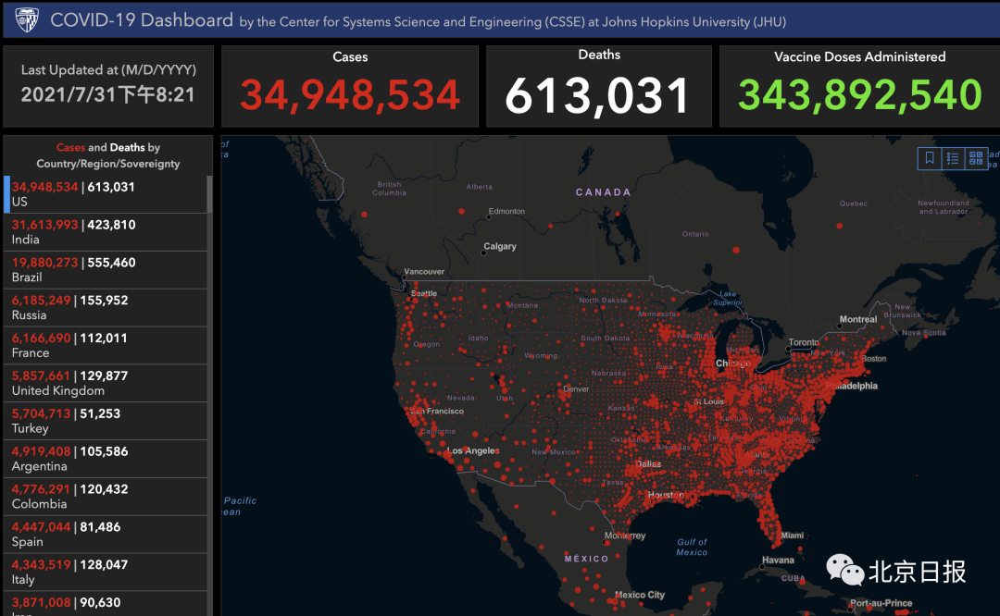 COVID-19 Dashboard by the Center for Systems Science and Engineering (CSSE) at Johns Hopkins University (JHU)
Last Updated at (M/D/YYYY)
2021/7/31下午8:21
Cases
34,948,534
Deaths
613,031
Vaccine Doses Administered
343,892,540
Cases and Deaths by
Country/Region/Sovereignty
34,948,534 | 613,031
US
31,613,993 | 423,810
India
19,880,273 | 555,460
Brazil
6,185,249 | 155,952
Russia
6,166,690 | 112,011
France
5,857,661 | 129,877
United Kingdom
5,704,713 | 51,253
Turkey
4,919,408 | 105,586
Argentina
4,776,291 | 120,432
Colombia
4,447,044 | 81,486
Spain
4,343,519 | 128,047
Italy
3,871,008 | 90,630
of
British
Columbia
Alberta
CANADA
Quebec
Newfoundland
and Labrador
Edmonton
Ontario
Calgary
Vancouver
Seattle
Lake
Superior
Montana
North Dakota
Minnesota
New
Brunswick
Montreal
Nova Scotia
Oregon
Idaho
South Dakota
Wisconsin
Michigan
Toronto
New York
Boston
Wyoming
Iowa
Chicago
Nebraska
Philadelphia
Nevada
Utah
Denver
St Louis
San Francisco
Kansas
Kentucky
Virginia
California
Los Angeles
New Mexico
Oklahoma
Arkansas
Dallas
Atlanta
Georgia
Texas
Houston
Florida
Pacific
ean
Monterrey
Gulf of
Mexico
Miami
MÉXICO
Havana
CUBA
北京日报
Mexico City
Port-au-Prince